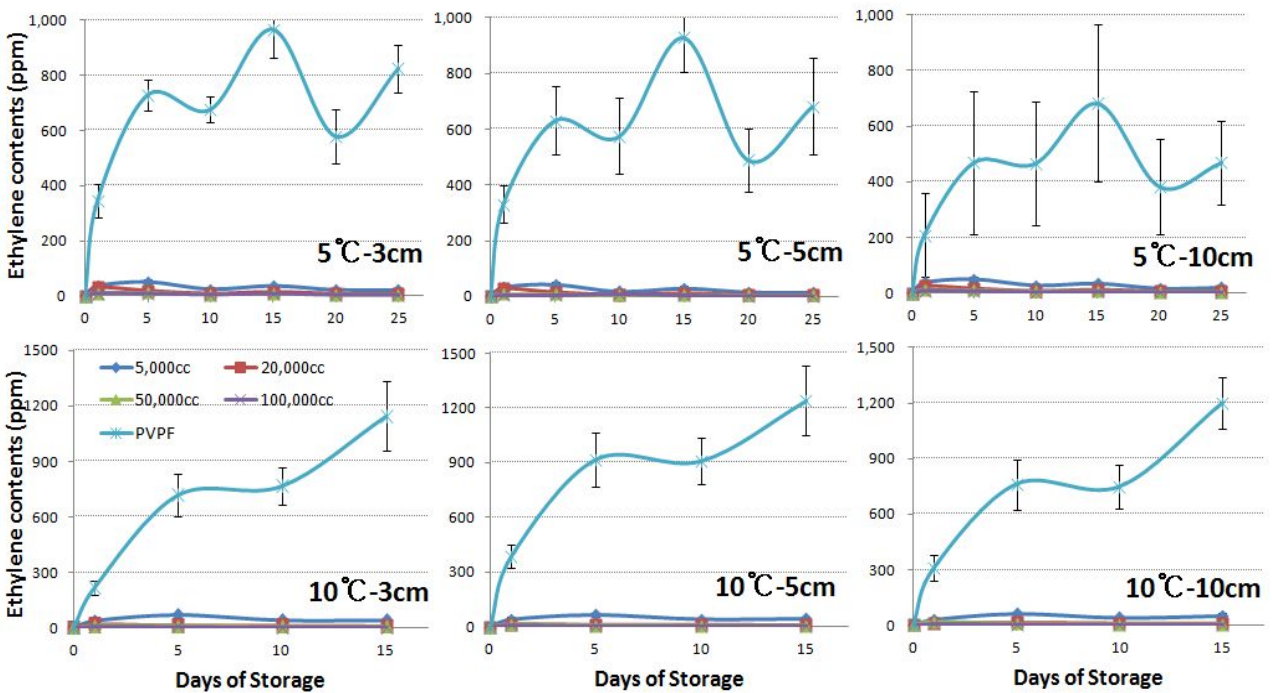 Ethylene contents (ppm)
1,000
800
600
400
200
0
0 5 10 15 20 25
5℃-3cm
1,000
800
600
400
200
0
0 5 10 15 20 25
5℃-5cm
1,000
800
600
400
200
0
0 5 10 15 20 25
5℃-10cm
Ethylene contents (ppm)
1500
1200
900
600
300
0
0 5 10 15
5,000cc 20,000cc
50,000cc 100,000cc
PVPF
10℃-3cm
Days of Storage
1500
1200
900
600
300
0
0 5 10 15
10℃-5cm
Days of Storage
1,500
1,200
900
600
300
0
0 5 10 15
10℃-10cm
Days of Storage